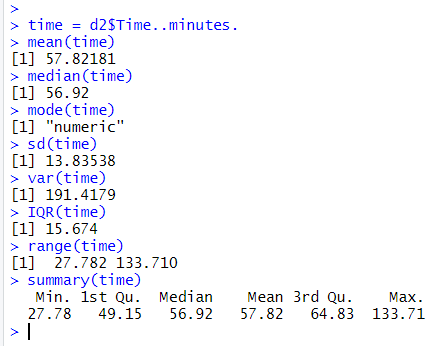 >
> time = d2$Time..minutes.
> mean(time)
[1] 57.82181
> median(time)
[1] 56.92
> mode(time)
[1] "numeric"
> sd(time)
[1] 13.83538
> var(time)
[1] 191.4179
> IQR(time)
[1] 15.674
> range(time)
[1]  27.782 133.710
> summary(time)
   Min. 1st Qu.  Median    Mean 3rd Qu.    Max.
  27.78   49.15   56.92   57.82   64.83  133.71
>